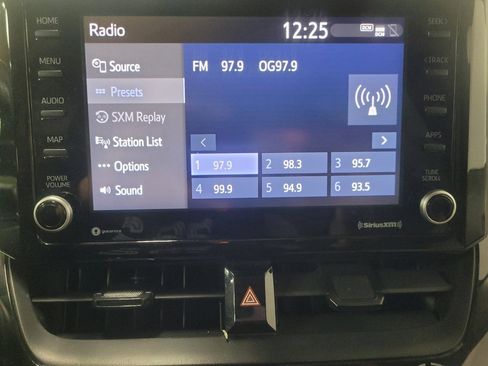 HOME
MENU
AUDIO
MAP
POWER
VOLUME
Radio
12:25
DCM
DCM
Source
Presets
SXM Replay
Station List
Options
Sound
FM 97.9 OG97.9
1 97.9
2 98.3
3 95.7
4 99.9
5 94.9
6 93.5
SEEK>
<TRACK
PHONE
APPS
TUNE
SCROLL
SiriusXM